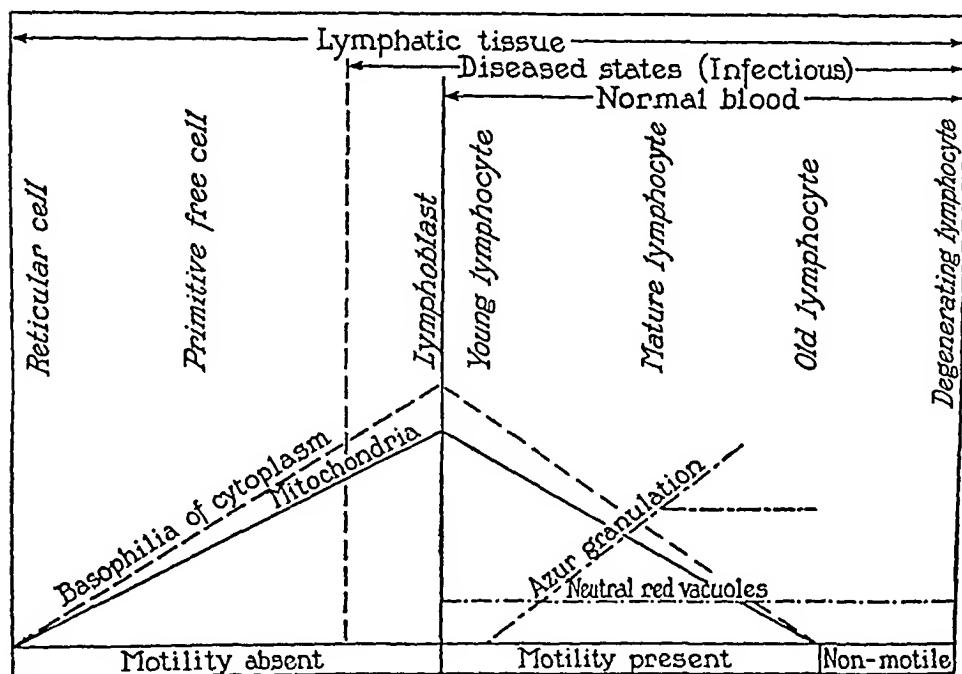 Lymphatic tissue
Diseased states (Infectious)
Normal blood
Reticular cell
Primitive free cell
Lymphoblast
Young lymphocyte
Mature lymphocyte
Old lymphocyte
Degenerating lymphocyte
Basophilia of cytoplasm
Mitochondria
Azur granulation
Neutral red vacuoles
Motility absent
Motility present
Non-motile